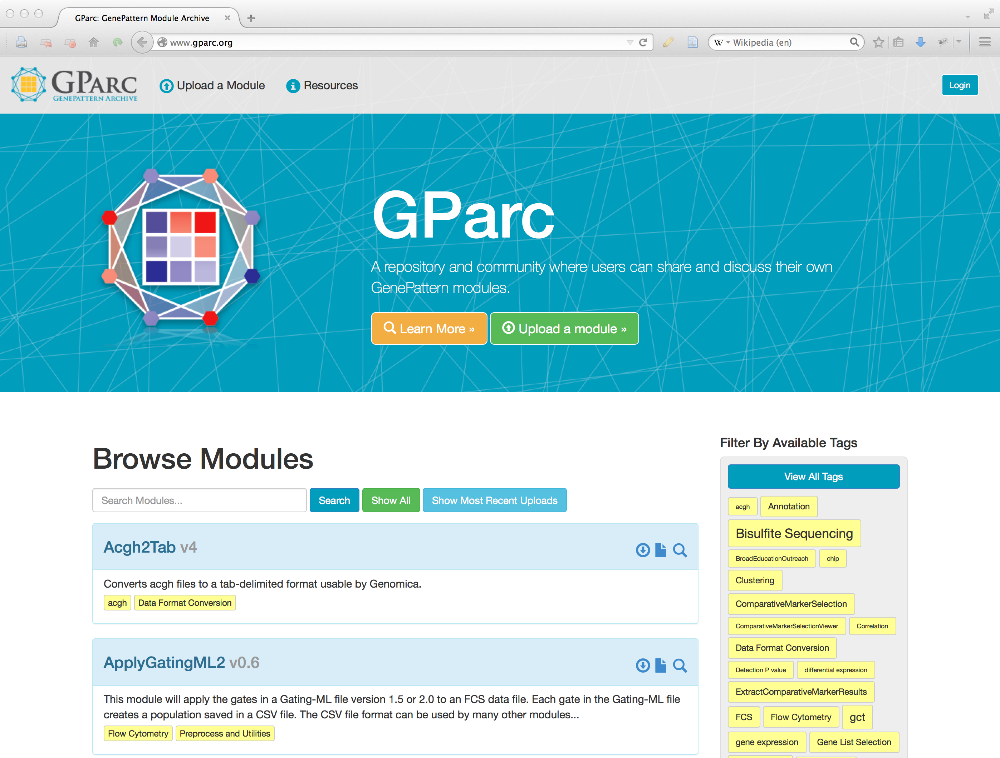 GParc: GenePattern Module Archive
www.gparc.org
W Wikipedia (en)
GPARC
GENEPATTERN ARCHIVE
Upload a Module
Resources
Login
GParc
A repository and community where users can share and discuss their own
GenePattern modules.
Learn More »
Upload a module »
Browse Modules
Search Modules...
Search
Show All
Show Most Recent Uploads
Acgh2Tab v4
Converts acgh files to a tab-delimited format usable by Genomica.
acgh
Data Format Conversion
ApplyGatingML2 v0.6
This module will apply the gates in a Gating-ML file version 1.5 or 2.0 to an FCS data file. Each gate in the Gating-ML file
creates a population saved in a CSV file. The CSV file format can be used by many other modules...
Flow Cytometry
Preprocess and Utilities
Filter By Available Tags
View All Tags
acgh
Annotation
Bisulfite Sequencing
BroadEducationOutreach
chip
Clustering
ComparativeMarkerSelection
ComparativeMarkerSelectionViewer
Correlation
Data Format Conversion
Detection P value
differential expression
ExtractComparativeMarkerResults
FCS
Flow Cytometry
gct
gene expression
Gene List Selection